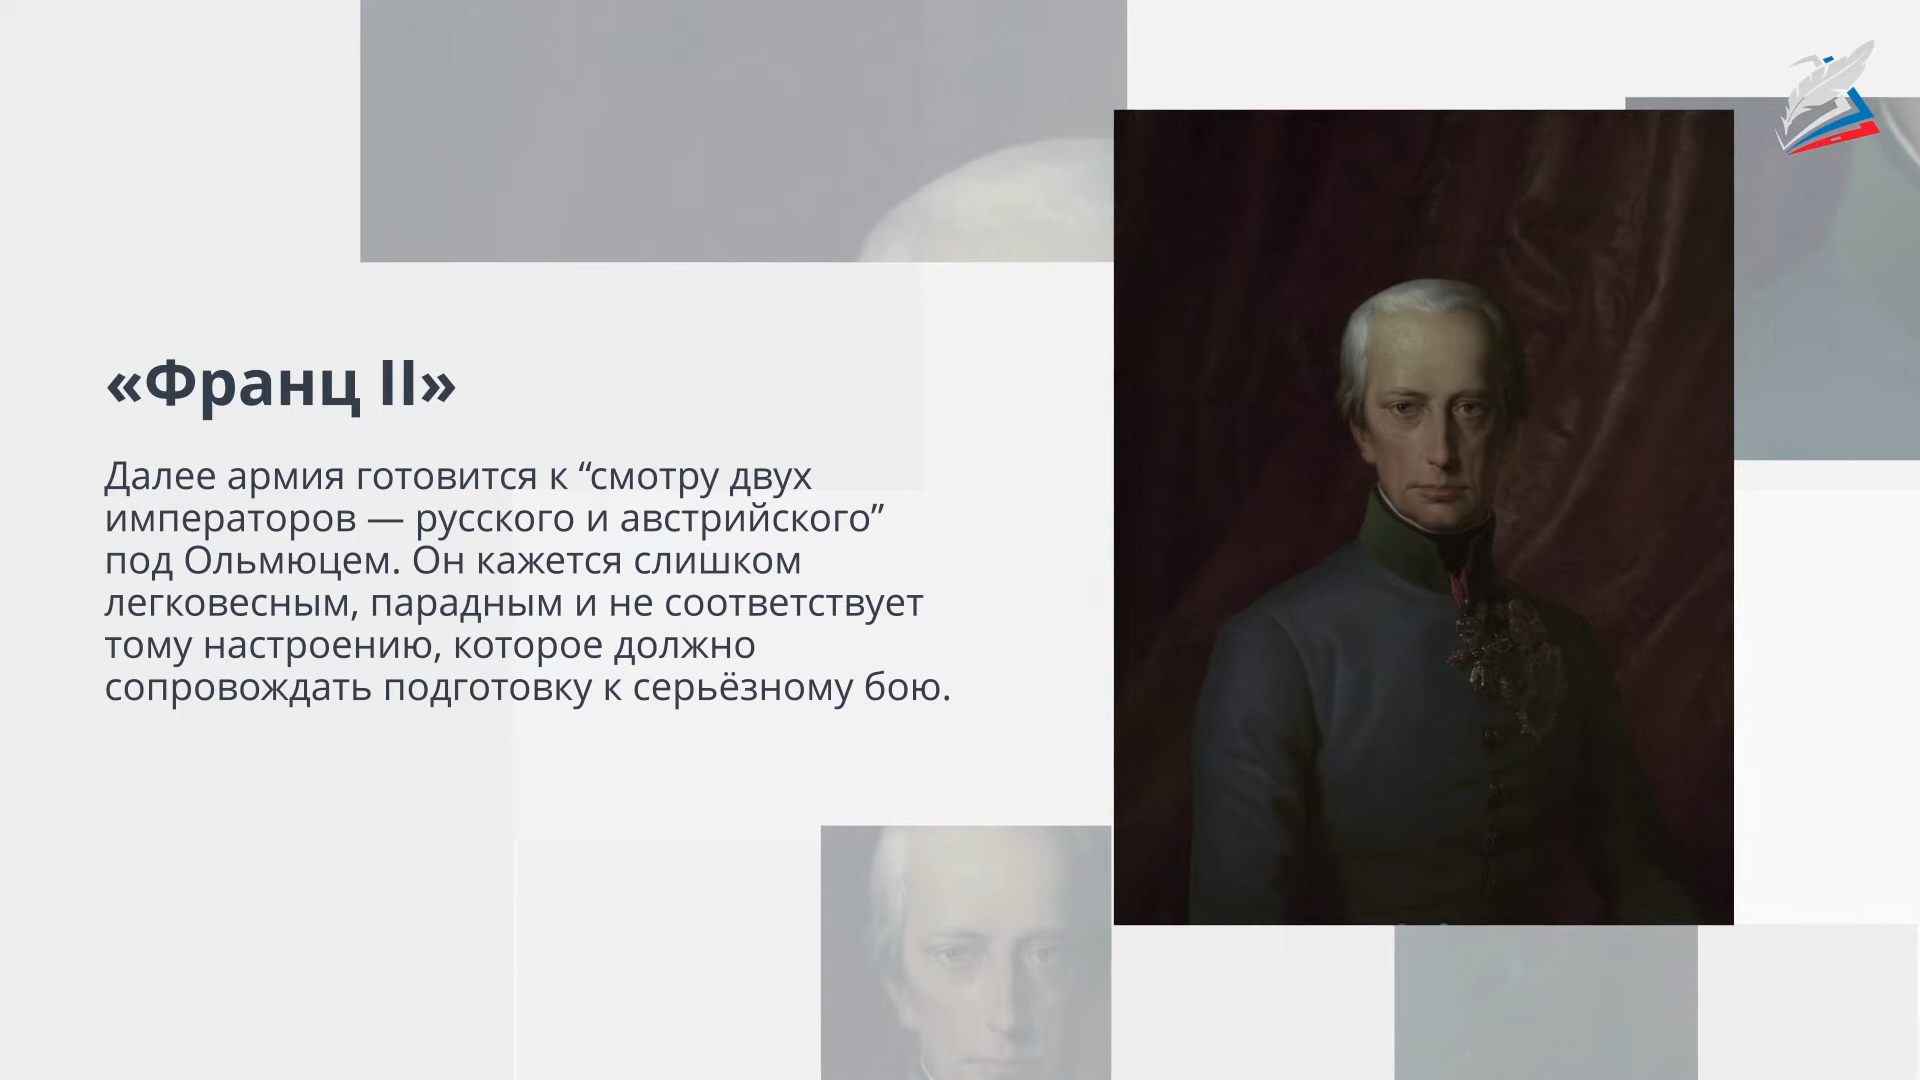 «Франц II»
Далее армия готовится к “смотру двух
императоров — русского и австрийского”
под Ольмюцем. Он кажется слишком
легковесным, парадным и не соответствует
тому настроению, которое должно
сопровождать подготовку к серьёзному бою.